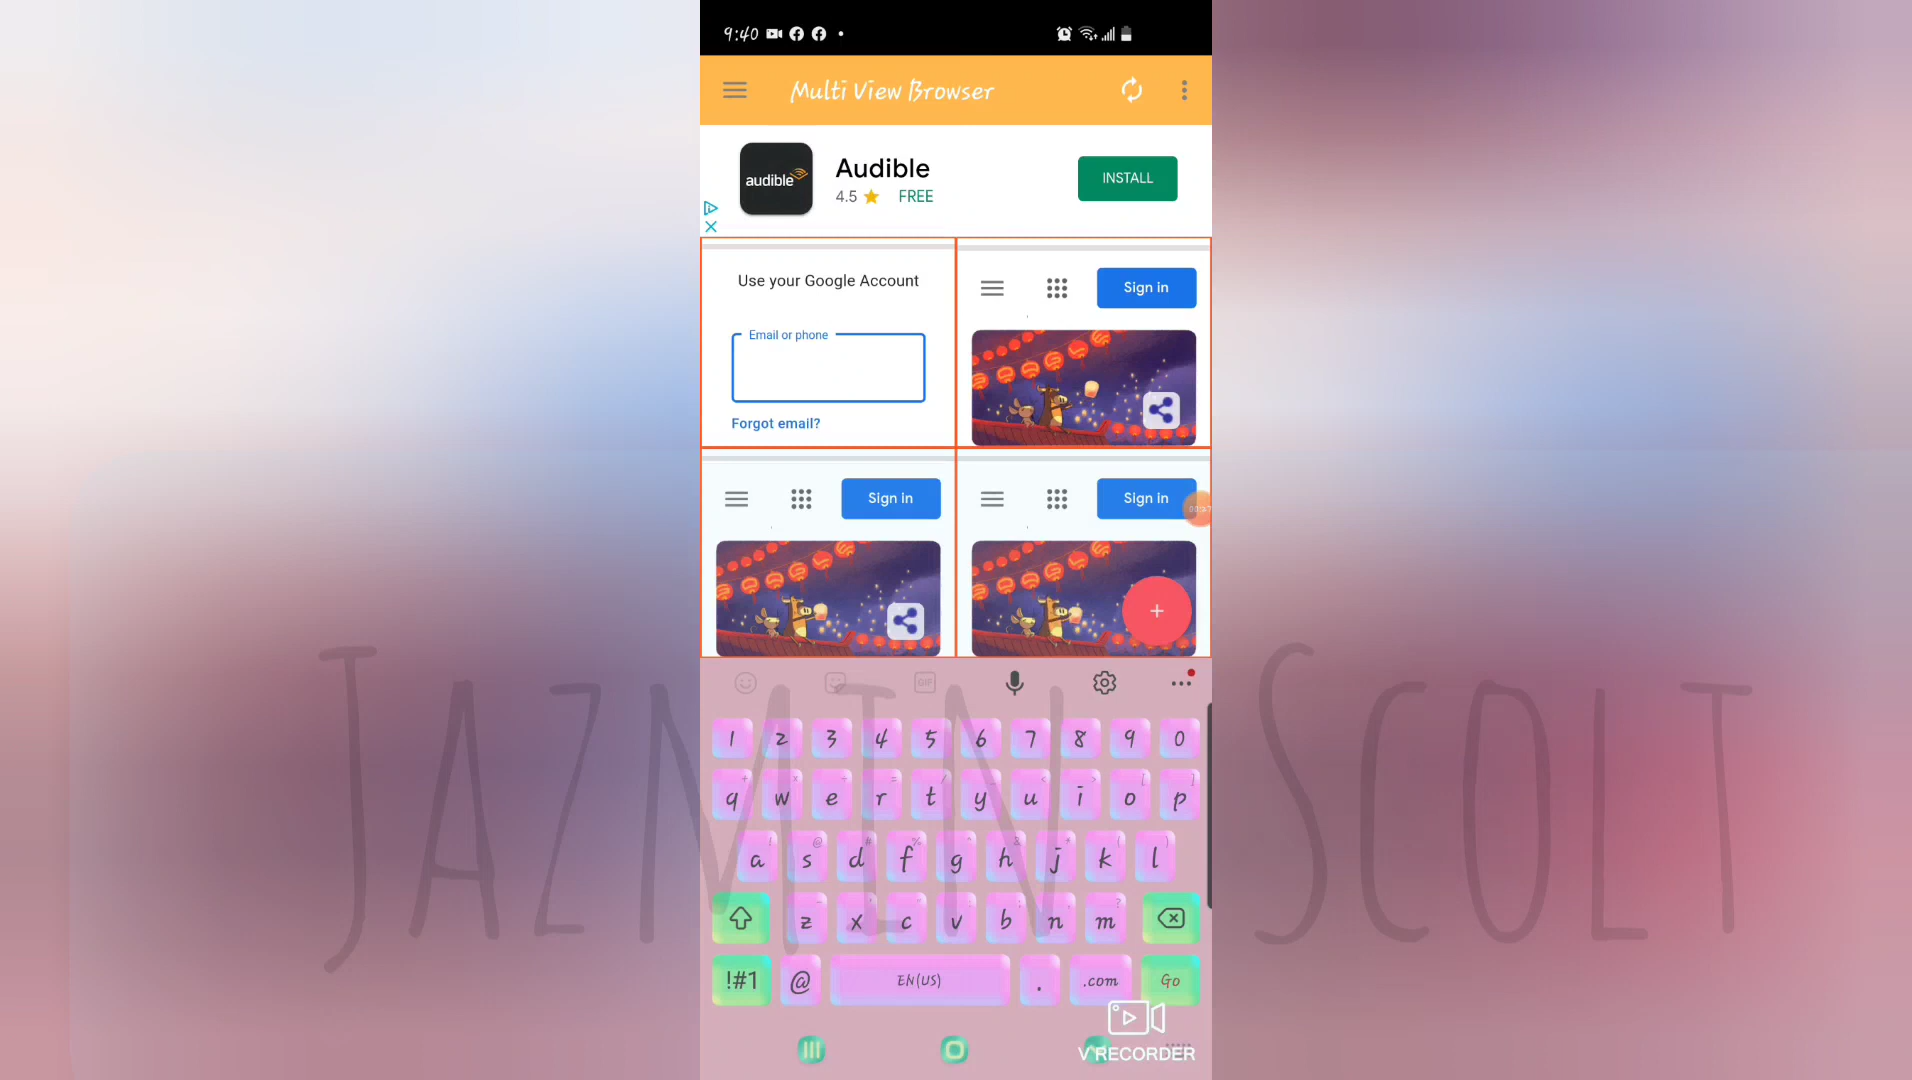 9:40
Multi View Browser
audible
Audible
4.5 FREE
INSTALL
Use your Google Account
Email or phone
Forgot email?
Sign in
Sign in
Sign in
GIF
1 2 3 4 5 6 7 8 9 0
q w e r t y u i o p
a s d f g h j k l
z x c v b n m
!#1 @ EN(US) . .com Go
V RECORDER
JAZMIN SCOLT